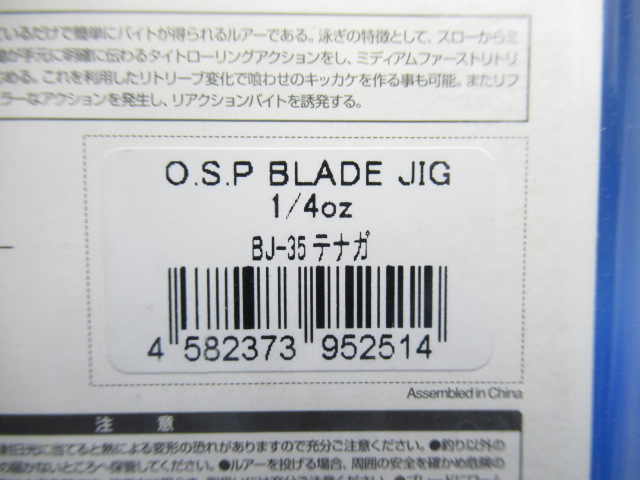 ているだけで簡単にバイトが得られるルアーである。泳ぎの特徴として、スローからミ
が手元に明確に伝わるタイトローリングアクションをし、ミディアムファーストリトリ
じめる。これを利用したリトリーブ変化で喰わせのキッカケを作る事も可能。またリフ
ラーなアクションを発生し、リアクションバイトを誘発する。
O.S.P BLADE JIG
1/4oz
BJ-35 テナガ
4 582373 952514
Assembled in China
注 意
射日光に当てると熱による変形の恐れがありますので充分ご注意ください。●釣り以外の
の届かないところへ保管してください。●ルアーを投げる場合、周囲の安全を確かめ危険の